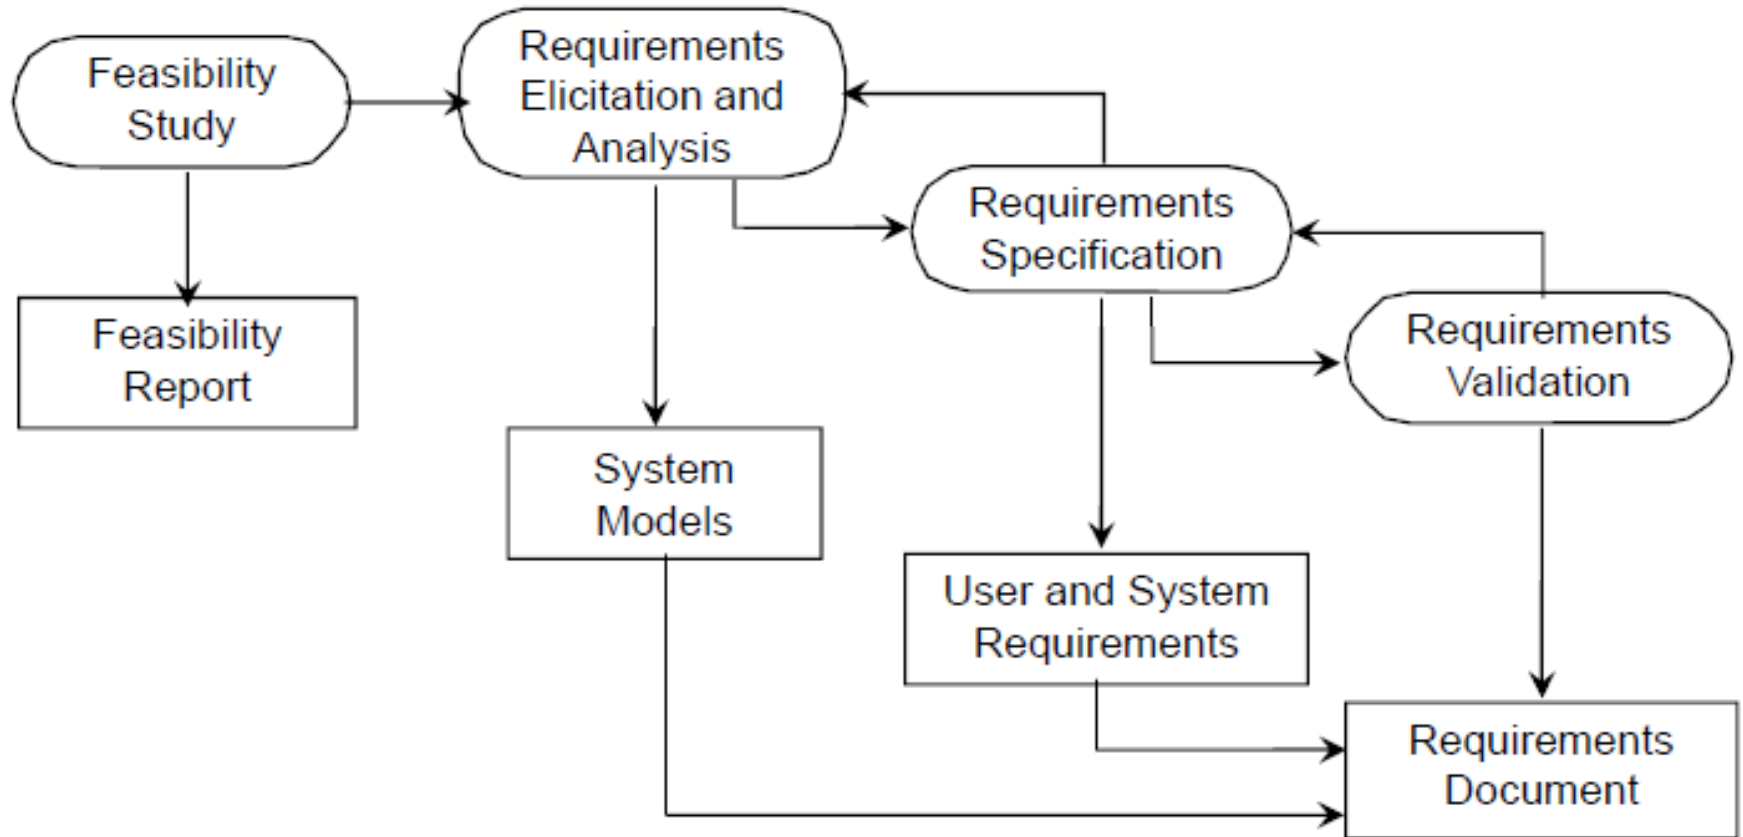 Feasibility
Study
Requirements
Elicitation and
Analysis
Requirements
Specification
Requirements
Validation
Feasibility
Report
System
Models
User and System
Requirements
Requirements
Document